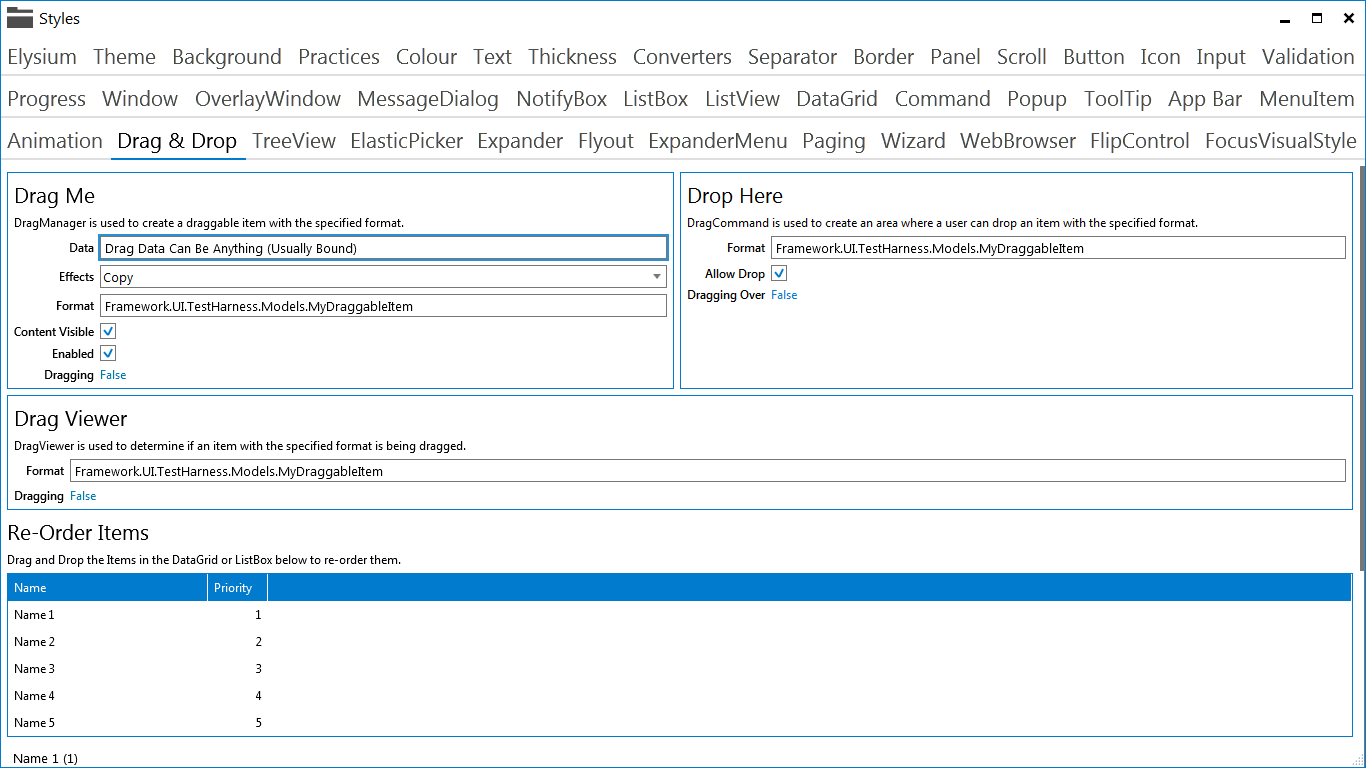 Styles
Elysium Theme Background Practices Colour Text Thickness Converters Separator Border Panel Scroll Button Icon Input Validation
Progress Window OverlayWindow MessageDialog NotifyBox ListBox ListView DataGrid Command Popup ToolTip App Bar MenuItem
Animation Drag & Drop TreeView ElasticPicker Expander Flyout ExpanderMenu Paging Wizard WebBrowser FlipControl FocusVisualStyle
Drag Me
DragManager is used to create a draggable item with the specified format.
Data Drag Data Can Be Anything (Usually Bound)
Effects Copy
Format Framework.UI.TestHarness.Models.MyDraggableItem
Content Visible
Enabled
Dragging False
Drop Here
DragCommand is used to create an area where a user can drop an item with the specified format.
Format Framework.UI.TestHarness.Models.MyDraggableItem
Allow Drop
Dragging Over False
Drag Viewer
DragViewer is used to determine if an item with the specified format is being dragged.
Format Framework.UI.TestHarness.Models.MyDraggableItem
Dragging False
Re-Order Items
Drag and Drop the Items in the DataGrid or ListBox below to re-order them.
Name Priority
Name 1 1
Name 2 2
Name 3 3
Name 4 4
Name 5 5
Name 1 (1)